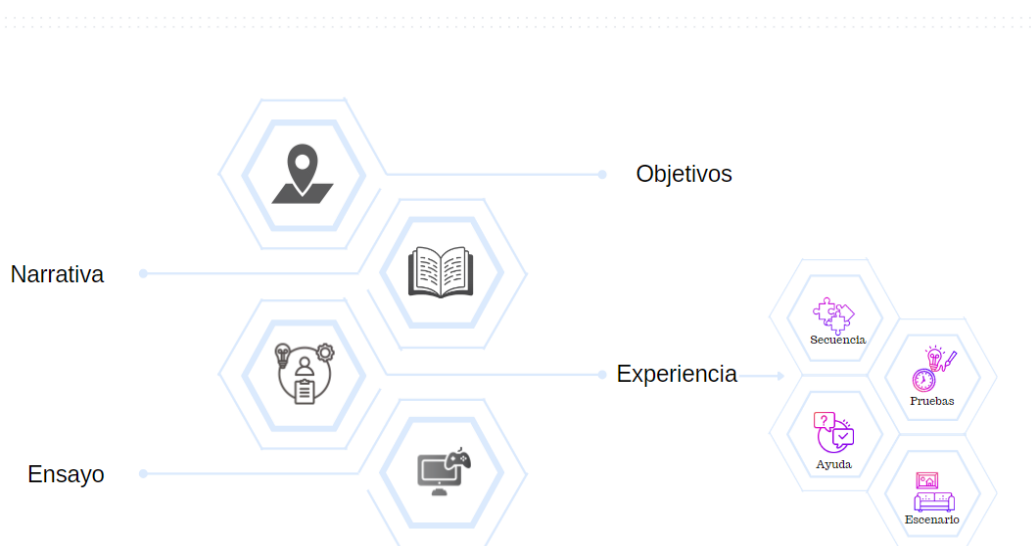 Objetivos
Narrativa
Experiencia
Ensayo
Secuencia
Pruebas
Ayuda
Escenario